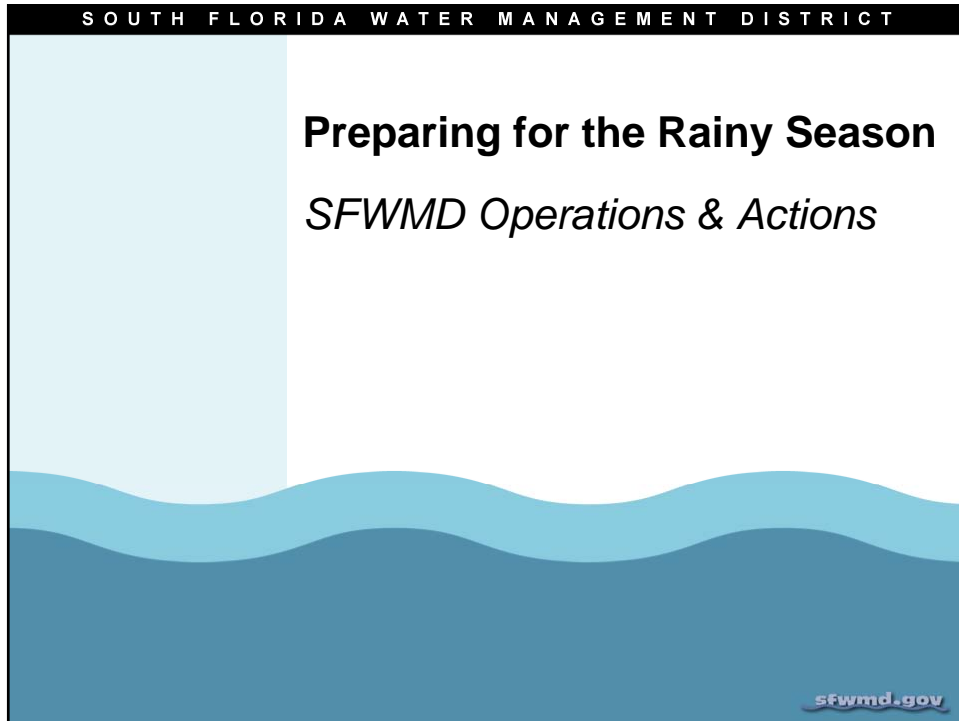 SOUTH FLORIDA WATER MANAGEMENT DISTRICT
Preparing for the Rainy Season
SFWMD Operations & Actions
sfwmd.gov